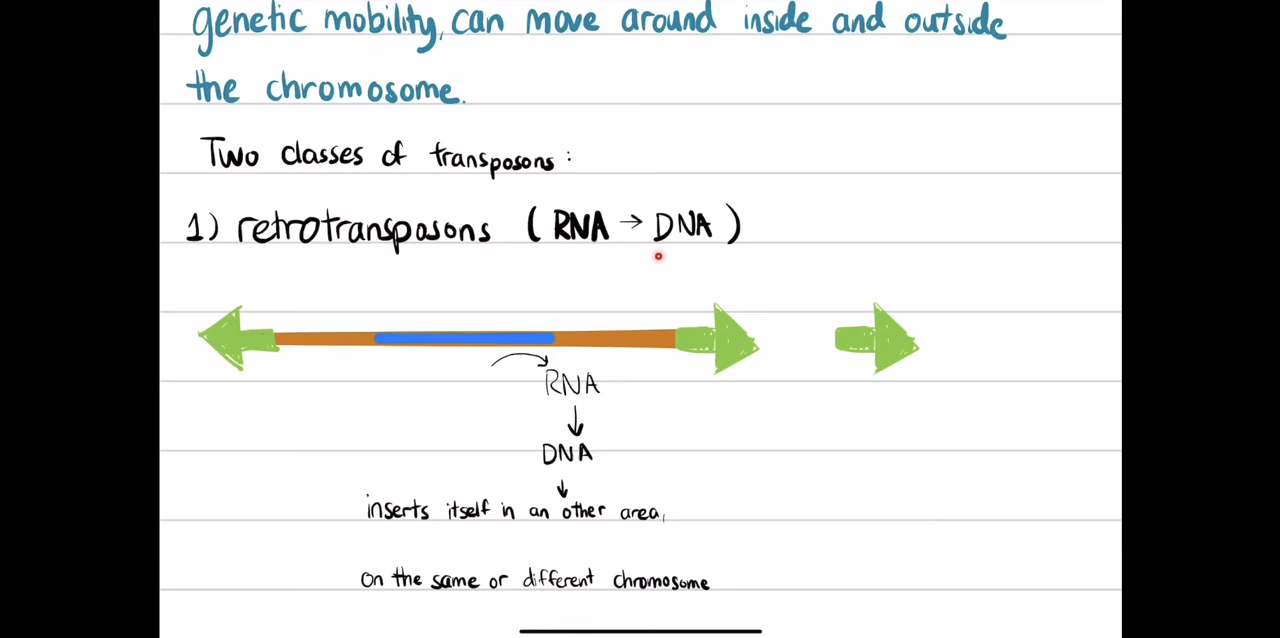 genetic mobility, can move around inside and outside
the chromosome.
Two classes of transposons :
1) retrotransposons ( RNA → DNA )
RNA
↓
DNA
↓
inserts itself in an other area,
on the same or different chromosome